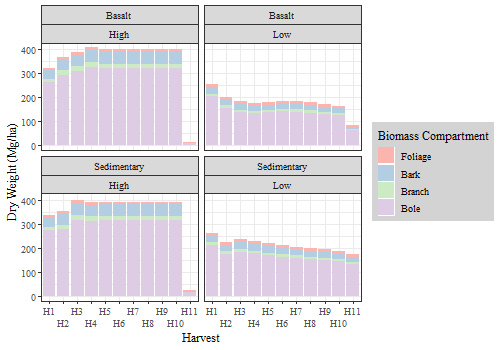 Basalt
Basalt
High
Low
400
300
200
100
0
Sedimentary
Sedimentary
High
Low
400
300
200
100
0
H1 H3 H5 H7 H9 H11 H1 H3 H5 H7 H9 H11
H2 H4 H6 H8 H10 H2 H4 H6 H8 H10
Harvest
Dry Weight (Mg/ha)
Biomass Compartment
Foliage
Bark
Branch
Bole